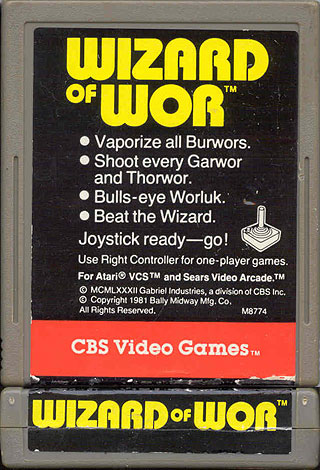 WIZARD
OF WOR™
● Vaporize all Burwors.
● Shoot every Garwor
and Thorwor.
● Bulls-eye Worluk.
● Beat the Wizard.
Joystick ready—go!
Use Right Controller for one-player games.
For Atari® VCS™ and Sears Video Arcade.™
© MCMLXXXII Gabriel Industries, a division of CBS Inc.
© Copyright 1981 Bally Midway Mfg. Co.
All Rights Reserved. M8774
CBS Video Games™
WIZARD OF WOR™